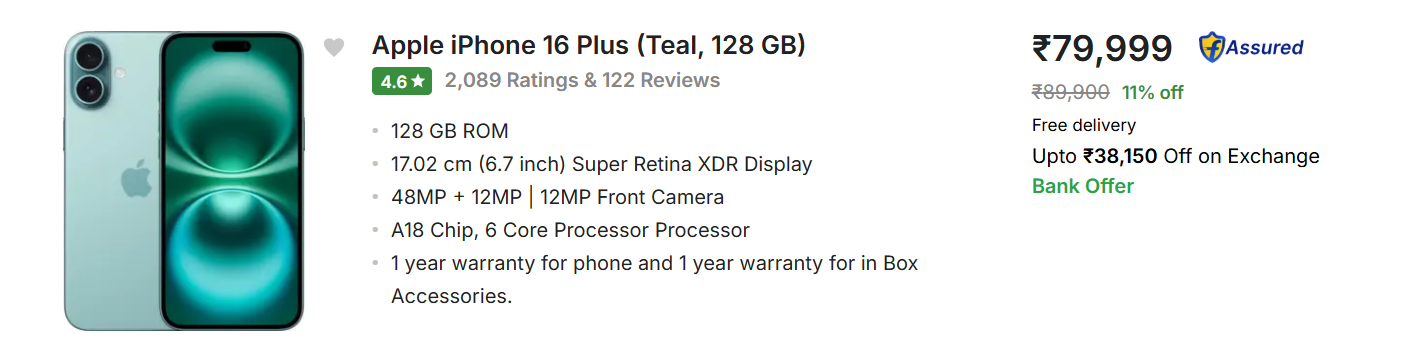 Apple iPhone 16 Plus (Teal, 128 GB)
4.6★ 2,089 Ratings & 122 Reviews
• 128 GB ROM
• 17.02 cm (6.7 inch) Super Retina XDR Display
• 48MP + 12MP | 12MP Front Camera
• A18 Chip, 6 Core Processor Processor
• 1 year warranty for phone and 1 year warranty for in Box
Accessories.
₹79,999 f Assured
₹89,900 11% off
Free delivery
Upto ₹38,150 Off on Exchange
Bank Offer